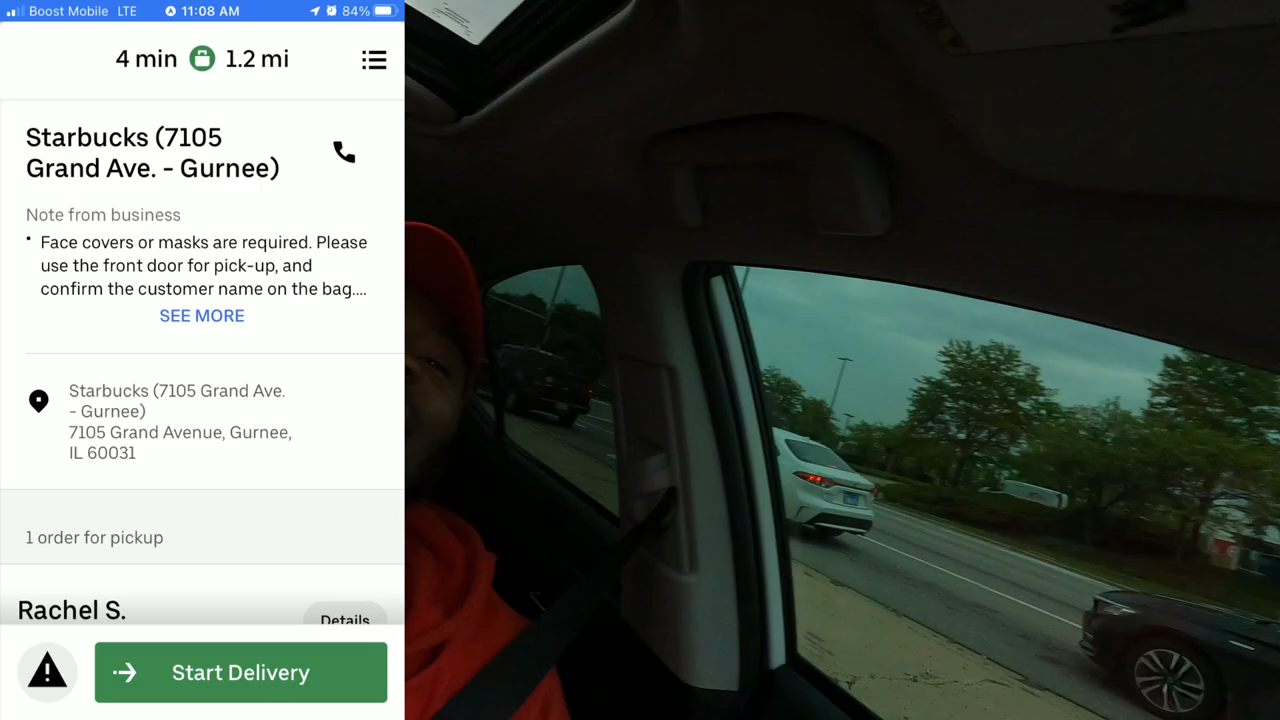 Boost Mobile LTE 11:08 AM 84%
4 min 1.2 mi
Starbucks (7105
Grand Ave. - Gurnee)
Note from business
• Face covers or masks are required. Please
use the front door for pick-up, and
confirm the customer name on the bag....
SEE MORE
Starbucks (7105 Grand Ave.
- Gurnee)
7105 Grand Avenue, Gurnee,
IL 60031
1 order for pickup
Rachel S.
Details
Start Delivery